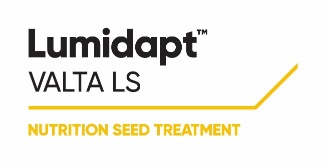 Lumidapt™
VALTA LS
NUTRITION SEED TREATMENT